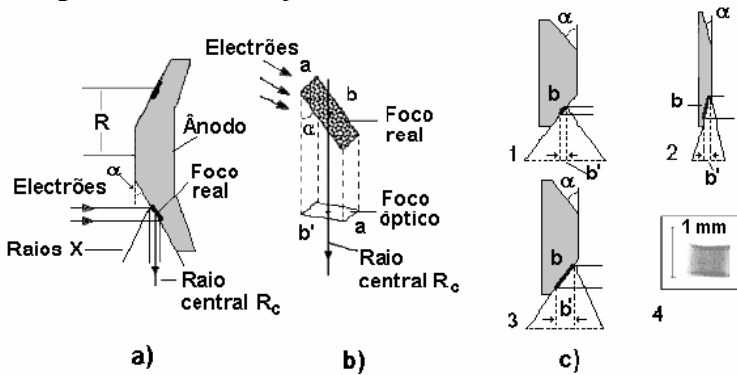 R
Ânodo
α
Electrões
Foco
real
Raios X
Raio
central Rc
a)
Electrões
a
b
α
Foco
real
Foco
óptico
b'
a
Raio
central Rc
b)
α
b
1
b'
α
b
2
b'
α
b
3
b'
1 mm
4
c)